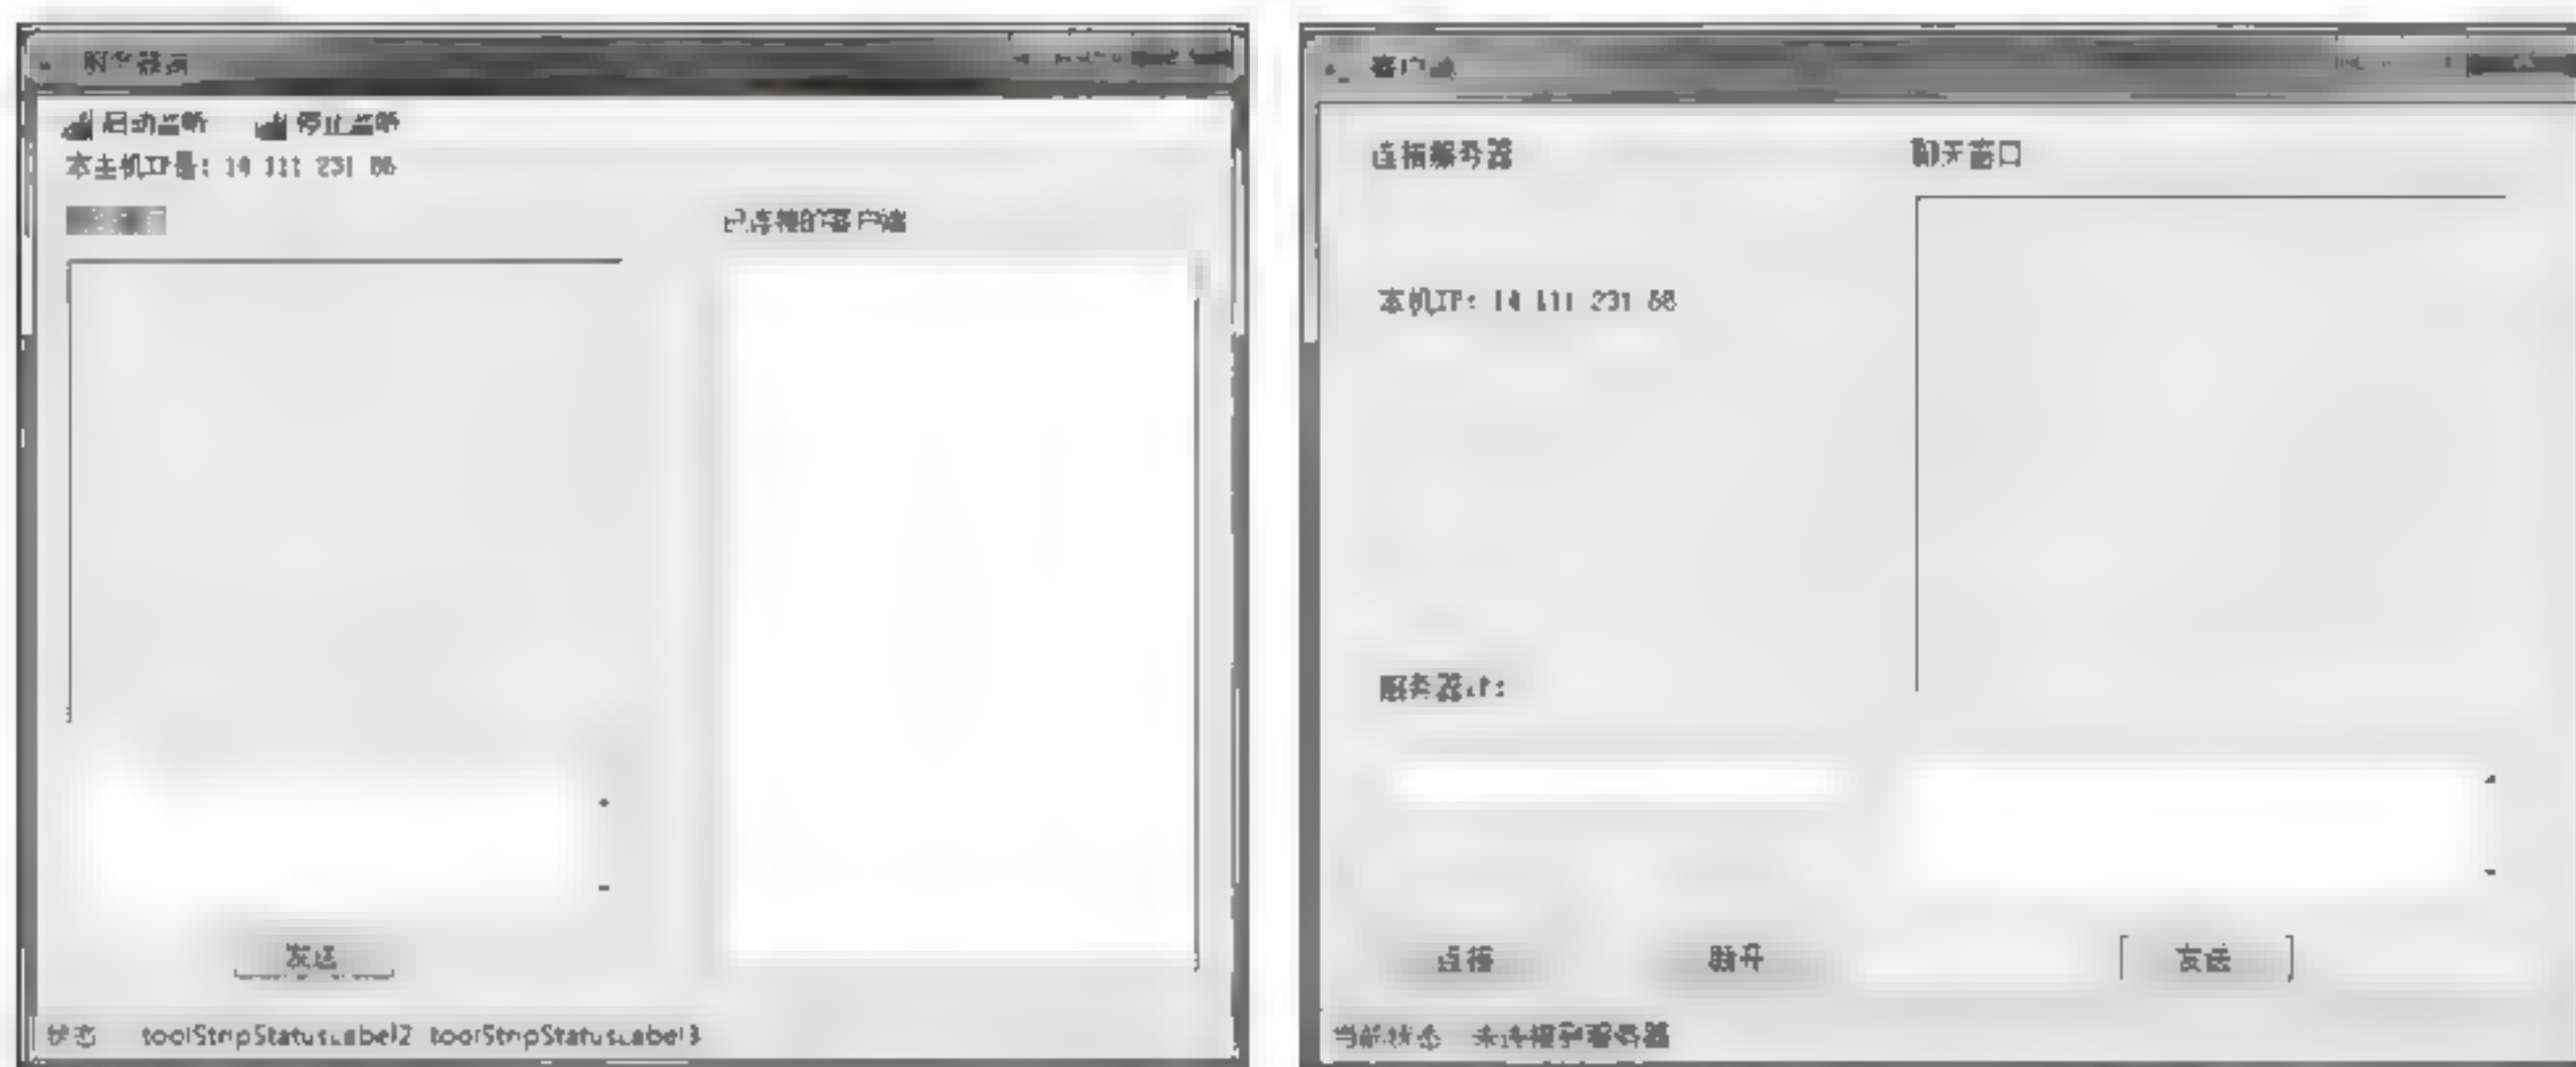 服务器端
启动监听 停止监听
本主机IP是: 14 111 231 88
已连接的客户端
发送
状态 toolStripStatusLabel2 toolStripStatusLabel3
客户端
连接服务器 聊天窗口
本机IP: 14 111 231 88
服务器IP:
连接 断开 发送
当前状态 未连接到服务器